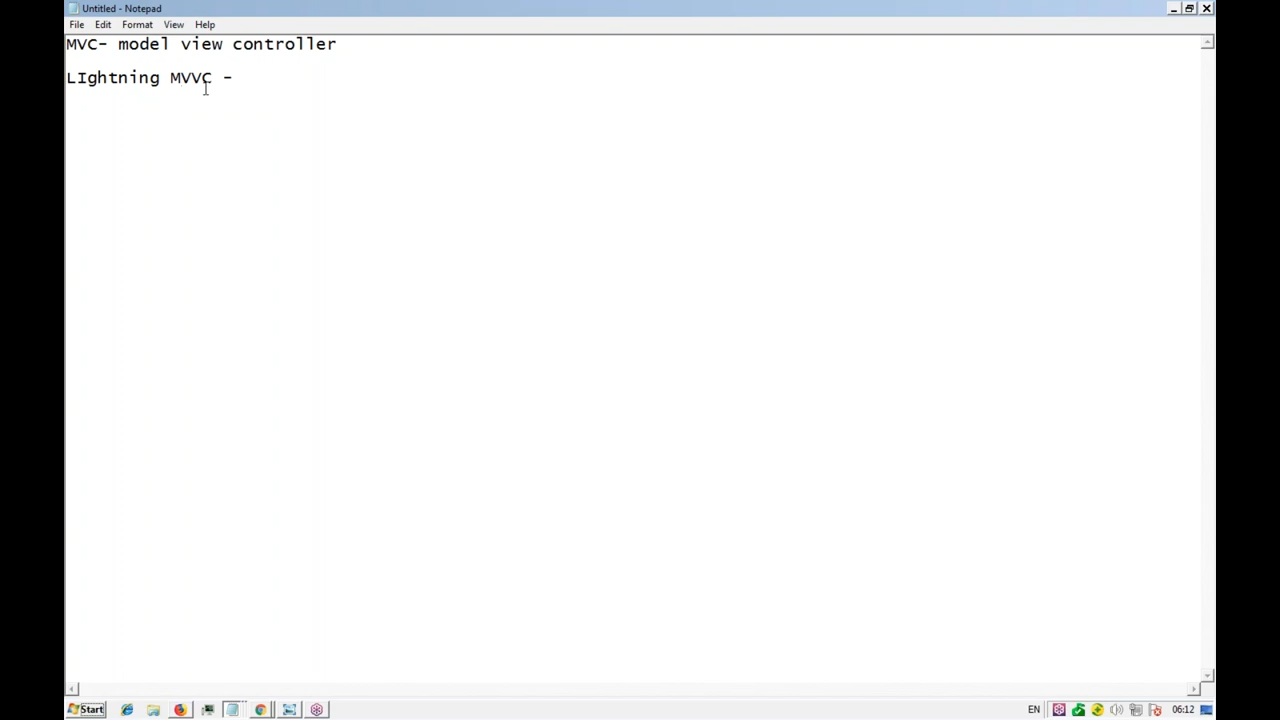 Untitled - Notepad
File Edit Format View Help
MVC- model view controller
LIghtning MVVC -
Start
EN
06:12